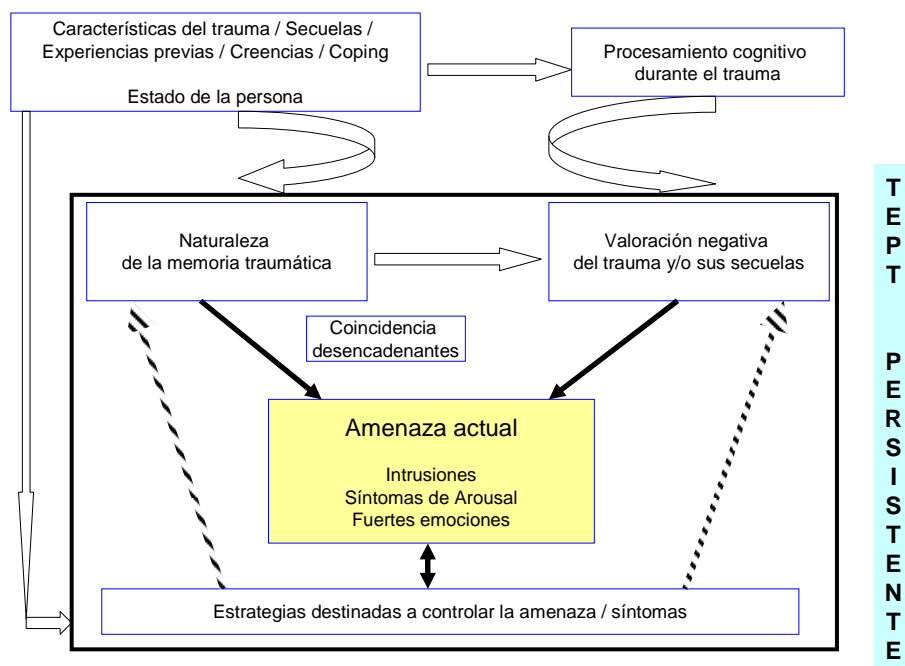 Características del trauma / Secuelas /
Experiencias previas / Creencias / Coping
Estado de la persona
Procesamiento cognitivo
durante el trauma
Naturaleza
de la memoria traumática
Valoración negativa
del trauma y/o sus secuelas
Coincidencia
desencadenantes
Amenaza actual
Intrusiones
Síntomas de Arousal
Fuertes emociones
Estrategias destinadas a controlar la amenaza / síntomas
T
E
P
T
P
E
R
S
I
S
T
E
N
T
E